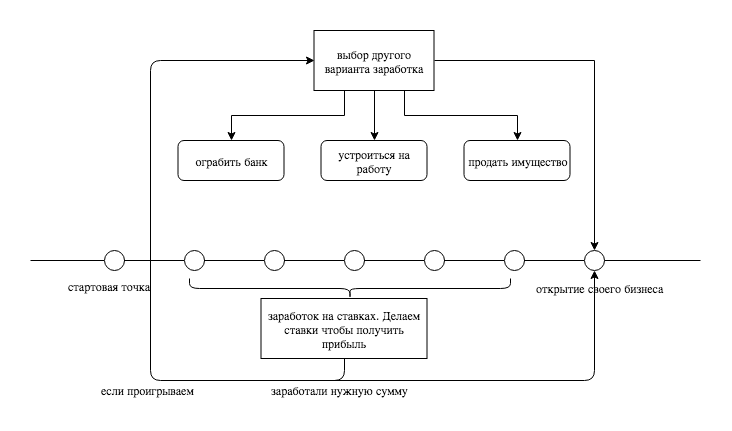 выбор другого
варианта заработка
ограбить банк
устроиться на
работу
продать имущество
стартовая точка
открытие своего бизнеса
заработок на ставках. Делаем
ставки чтобы получить
прибыль
если проигрываем
заработали нужную сумму